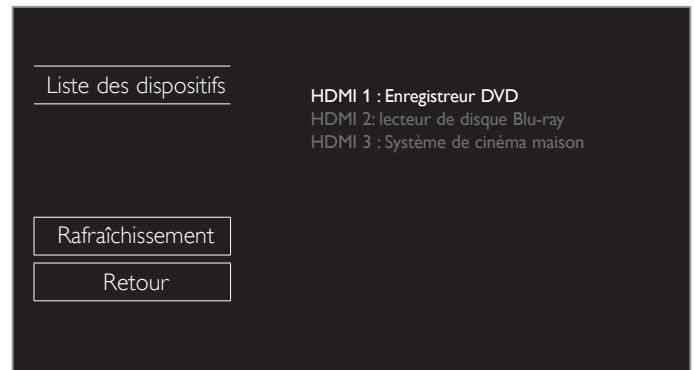 Liste des dispositifs
HDMI 1 : Enregistreur DVD
HDMI 2: lecteur de disque Blu-ray
HDMI 3 : Système de cinéma maison
Rafraîchissement
Retour